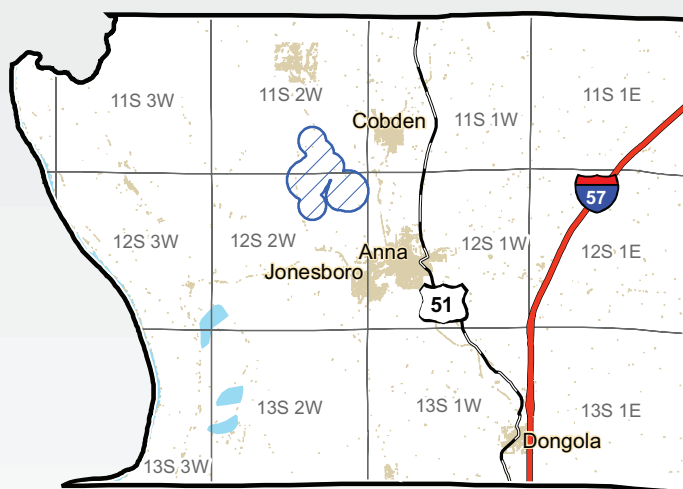 11S 3W
11S 2W
11S 1E
Cobden
11S 1W
57
12S 3W
12S 2W
Anna
12S 1W
12S 1E
Jonesboro
51
13S 2W
13S 1W
13S 1E
Dongola
13S 3W